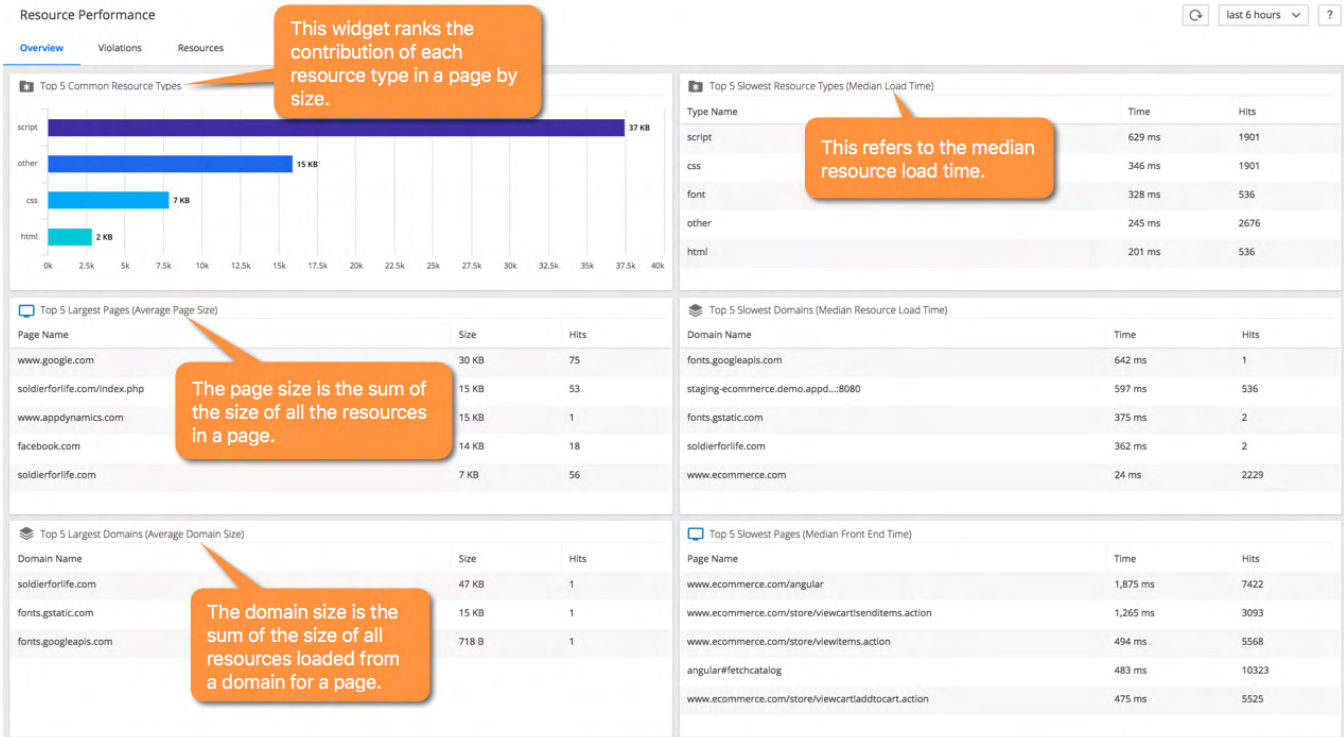 Resource Performance
last 6 hours
?
Overview Violations Resources
This widget ranks the
contribution of each
resource type in a page by
size.
Top 5 Common Resource Types
script 37 KB
other 15 KB
css 7 KB
html 2 KB
0k 2.5k 5k 7.5k 10k 12.5k 15k 17.5k 20k 22.5k 25k 27.5k 30k 32.5k 35k 37.5k 40k
Top 5 Slowest Resource Types (Median Load Time)
Type Name Time Hits
script 629 ms 1901
css 346 ms 1901
font 328 ms 536
other 245 ms 2676
html 201 ms 536
This refers to the median
resource load time.
Top 5 Largest Pages (Average Page Size)
Page Name Size Hits
www.google.com 30 KB 75
soldierforlife.com/index.php 15 KB 53
www.appdynamics.com 15 KB 1
facebook.com 14 KB 18
soldierforlife.com 7 KB 56
The page size is the sum of
the size of all the resources
in a page.
Top 5 Slowest Domains (Median Resource Load Time)
Domain Name Time Hits
fonts.googleapis.com 642 ms 1
staging-ecommerce.demo.appd...:8080 597 ms 536
fonts.gstatic.com 375 ms 2
soldierforlife.com 362 ms 2
www.ecommerce.com 24 ms 2229
Top 5 Largest Domains (Average Domain Size)
Domain Name Size Hits
soldierforlife.com 47 KB 1
fonts.gstatic.com 15 KB 1
fonts.googleapis.com 718 B 1
The domain size is the
sum of the size of all
resources loaded from
a domain for a page.
Top 5 Slowest Pages (Median Front End Time)
Page Name Time Hits
www.ecommerce.com/angular 1,875 ms 7422
www.ecommerce.com/store/viewcart!senditems.action 1,265 ms 3093
www.ecommerce.com/store/viewitems.action 494 ms 5568
angular#fetchcatalog 483 ms 10323
www.ecommerce.com/store/viewcart!addtocart.action 475 ms 5525